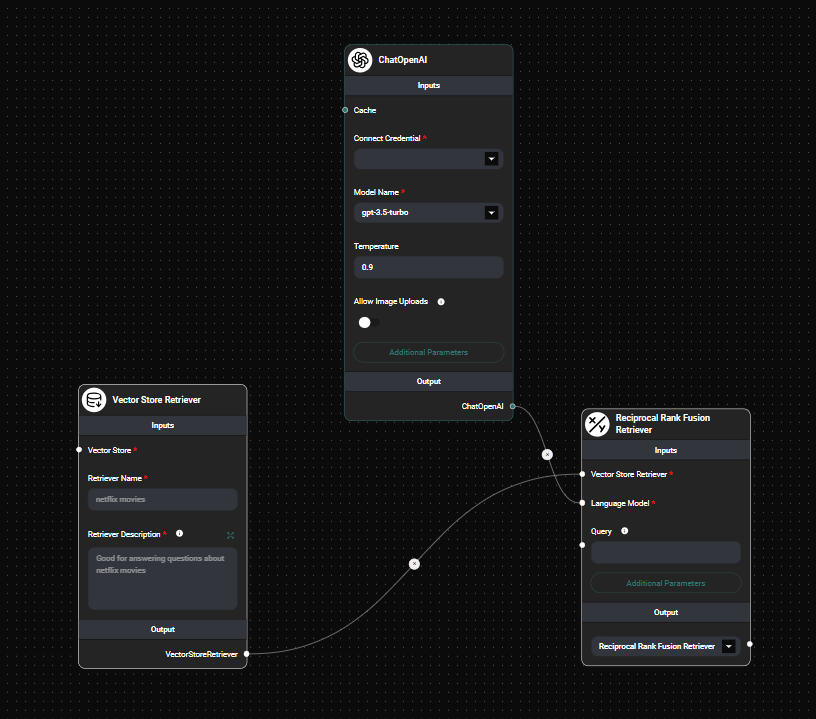 ChatOpenAI
Inputs
Cache
Connect Credential *
Model Name *
gpt-3.5-turbo
Temperature
0.9
Allow Image Uploads
Additional Parameters
Output
ChatOpenAI
Vector Store Retriever
Inputs
Vector Store *
Retriever Name *
netflix movies
Retriever Description *
Good for answering questions about
netflix movies
Output
VectorStoreRetriever
Reciprocal Rank Fusion
Retriever
Inputs
Vector Store Retriever *
Language Model *
Query
Additional Parameters
Output
Reciprocal Rank Fusion Retriever